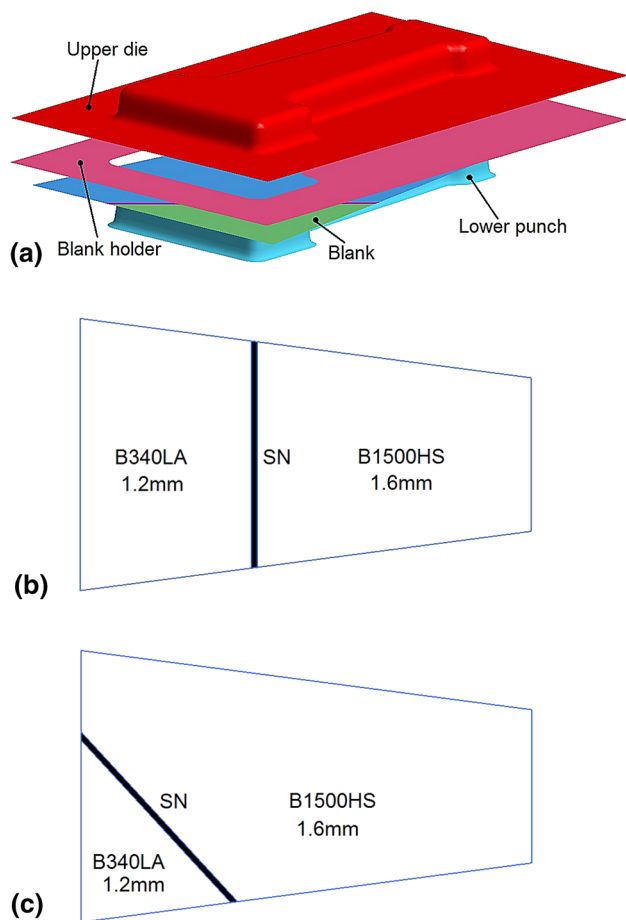 Upper die
Blank holder
Blank
Lower punch
(a)
B340LA
1.2mm
SN
B1500HS
1.6mm
(b)
SN
B1500HS
1.6mm
B340LA
1.2mm
(c)